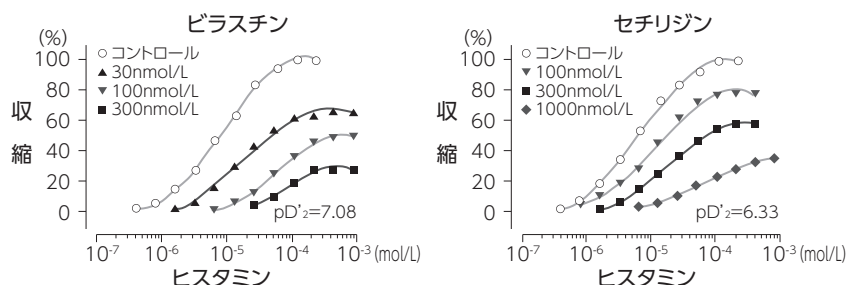 ビラスチン
(%)
100
80
60
40
20
0
収縮
コントロール
30nmol/L
100nmol/L
300nmol/L
pD'₂=7.08
10⁻⁷ 10⁻⁶ 10⁻⁵ 10⁻⁴ 10⁻³ (mol/L)
ヒスタミン
セチリジン
(%)
100
80
60
40
20
0
収縮
コントロール
100nmol/L
300nmol/L
1000nmol/L
pD'₂=6.33
10⁻⁷ 10⁻⁶ 10⁻⁵ 10⁻⁴ 10⁻³ (mol/L)
ヒスタミン